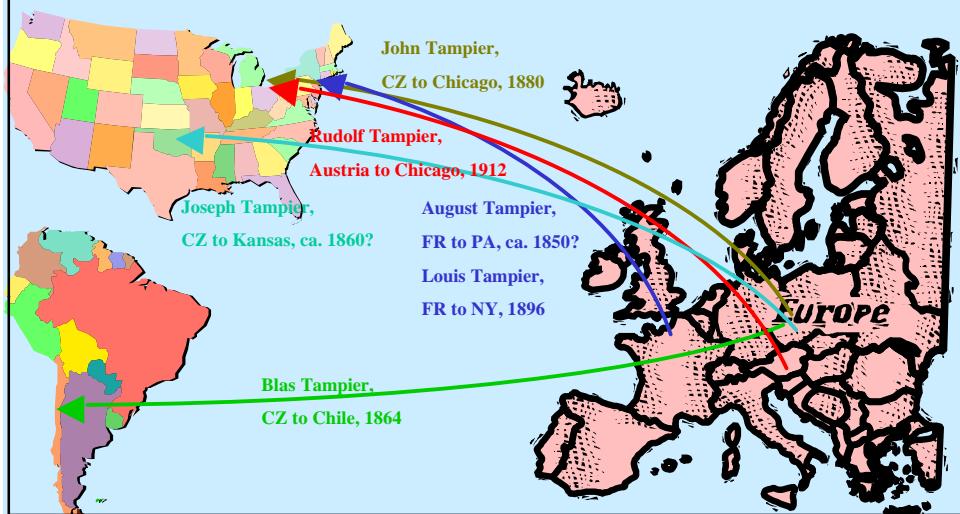 John Tampier,
CZ to Chicago, 1880
Rudolf Tampier,
Austria to Chicago, 1912
Joseph Tampier,
CZ to Kansas, ca. 1860?
August Tampier,
FR to PA, ca. 1850?
Louis Tampier,
FR to NY, 1896
EUROPE
Blas Tampier,
CZ to Chile, 1864